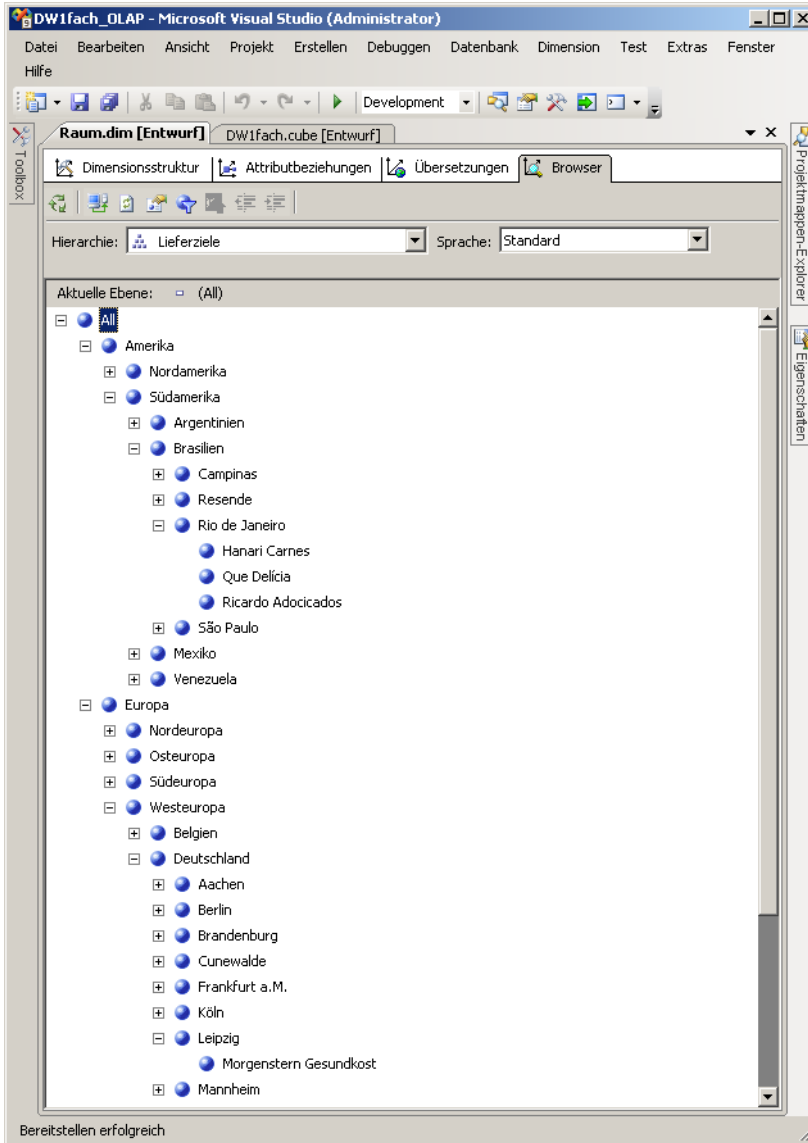 DW1fach_OLAP - Microsoft Visual Studio (Administrator)
Datei Bearbeiten Ansicht Projekt Erstellen Debuggen Datenbank Dimension Test Extras Fenster
Hilfe
Development
Raum.dim [Entwurf] DW1fach.cube [Entwurf]
Toolbox
Projektmappen-Explorer
Eigenschaften
Dimensionsstruktur Attributbeziehungen Übersetzungen Browser
Hierarchie: Lieferziele Sprache: Standard
Aktuelle Ebene: (All)
All
Amerika
Nordamerika
Südamerika
Argentinien
Brasilien
Campinas
Resende
Rio de Janeiro
Hanari Carnes
Que Delícia
Ricardo Adocicados
São Paulo
Mexiko
Venezuela
Europa
Nordeuropa
Osteuropa
Südeuropa
Westeuropa
Belgien
Deutschland
Aachen
Berlin
Brandenburg
Cunewalde
Frankfurt a.M.
Köln
Leipzig
Morgenstern Gesundkost
Mannheim
Bereitstellen erfolgreich